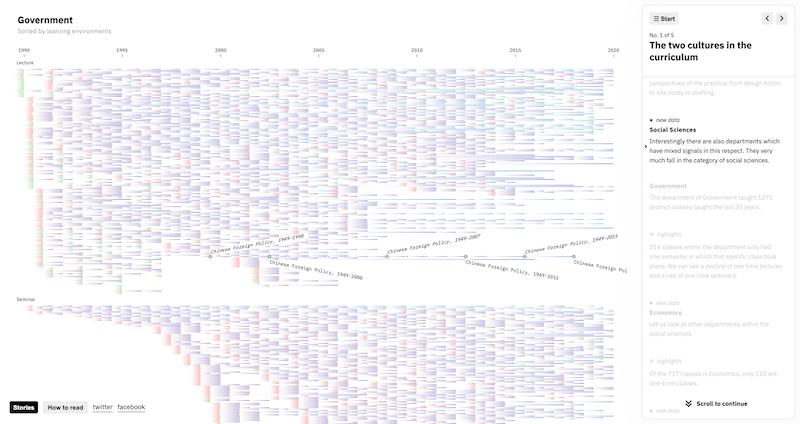 Government
Sorted by learning environments
1990 1995 2000 2005 2010 2015 2020
Lecture
Chinese Foreign Policy, 1949-1998
Chinese Foreign Policy, 1949-2000
Chinese Foreign Policy, 1949-2007
Chinese Foreign Policy, 1949-2012
Chinese Foreign Policy, 1949-2015
Chinese Foreign Pol
Seminar
Stories How to read twitter facebook
Start
No. 1 of 5
The two cultures in the
curriculum
perspectives of the practice, from design fiction
to site study to drafting.
new data
Social Sciences
Interestingly there are also departments which
have mixed signals in this respect. They very
much fall in the category of social sciences.
Government
The department of Government taught 1275
distinct classes taught the last 30 years.
highlights
314 classes within the department only had
one semester in which that specific class took
place. We can see a decline of one time lectures
and a rise of one time seminars.
new data
Economics
Let us look at other departments within the
social sciences.
highlights
Of the 717 classes in Economics, only 120 are
one-time classes.
Scroll to continue
new data